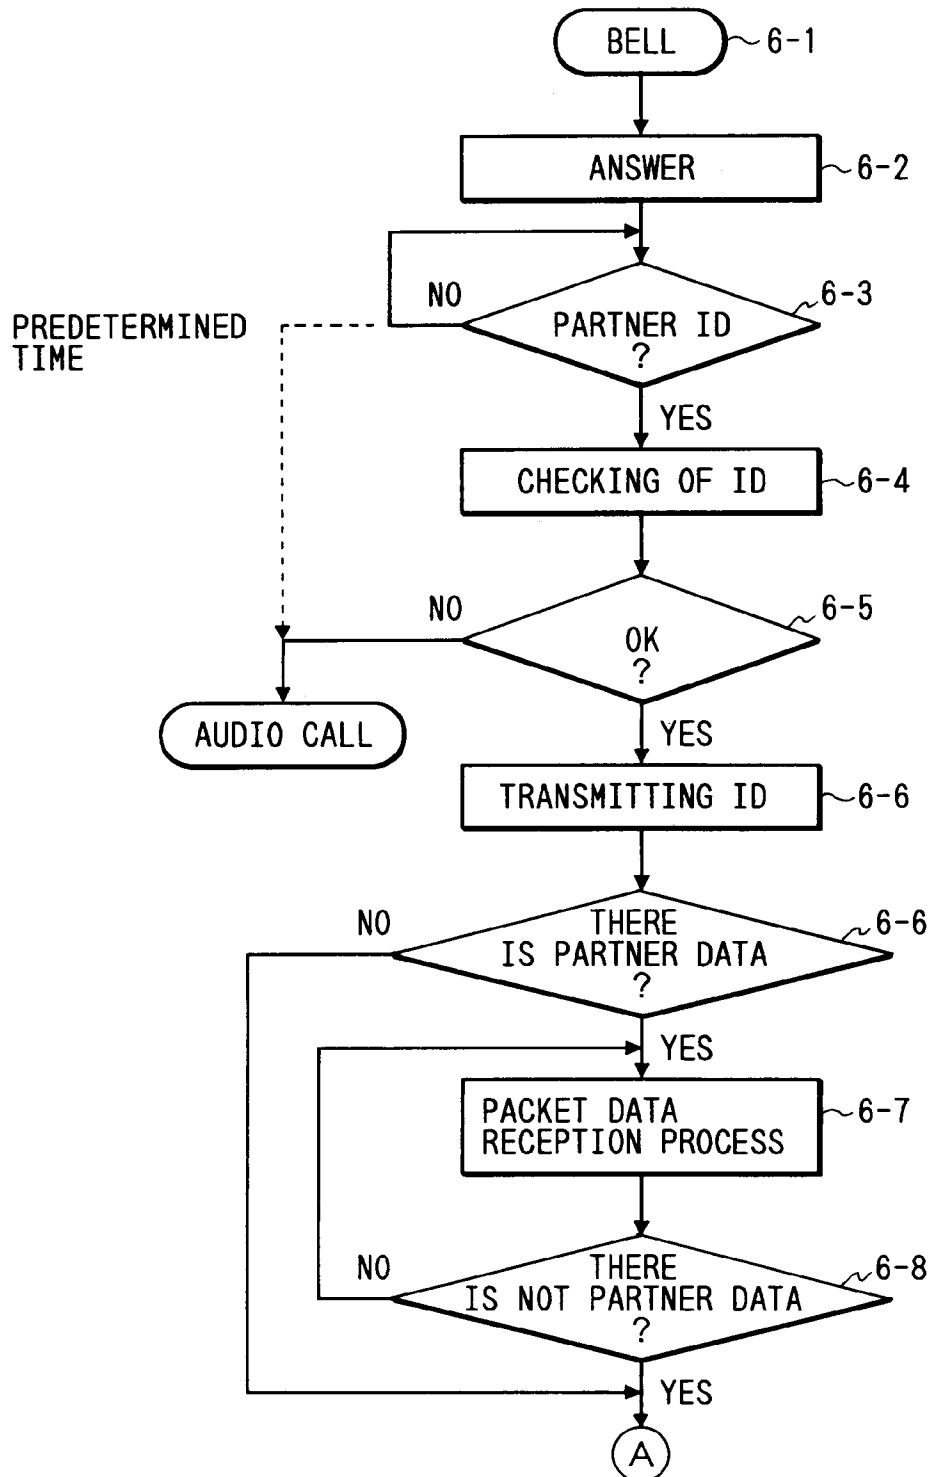 BELL 6-1
ANSWER 6-2
NO 6-3
PREDETERMINED
TIME
PARTNER ID
?
YES
CHECKING OF ID 6-4
NO 6-5
OK
?
AUDIO CALL
YES
TRANSMITTING ID 6-6
NO 6-6
THERE
IS PARTNER DATA
?
YES
PACKET DATA
RECEPTION PROCESS
6-7
NO 6-8
THERE
IS NOT PARTNER DATA
?
YES
A